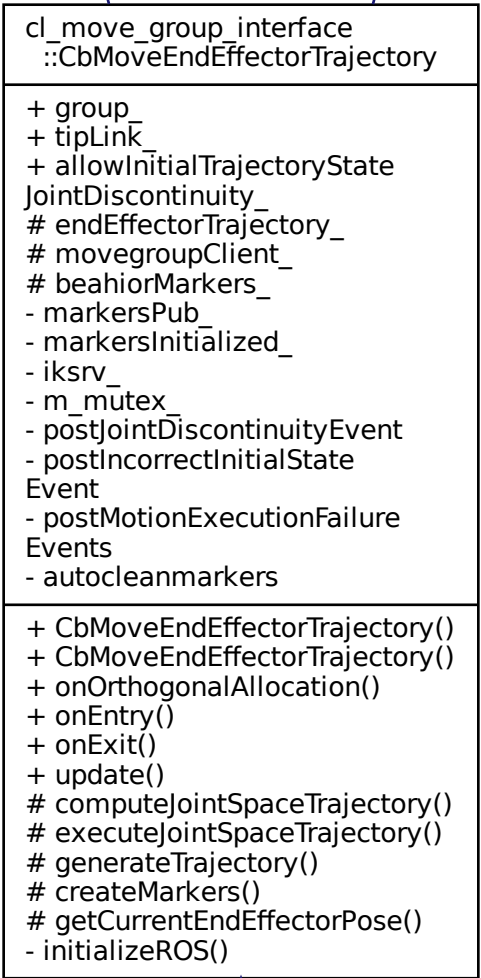 cl_move_group_interface
::CbMoveEndEffectorTrajectory
+ group_
+ tipLink_
+ allowInitialTrajectoryState
JointDiscontinuity_
# endEffectorTrajectory_
# movegroupClient_
# beahiorMarkers_
- markersPub_
- markersInitialized_
- iksrv_
- m_mutex_
- postJointDiscontinuityEvent
- postIncorrectInitialState
Event
- postMotionExecutionFailure
Events
- autocleanmarkers
+ CbMoveEndEffectorTrajectory()
+ CbMoveEndEffectorTrajectory()
+ onOrthogonalAllocation()
+ onEntry()
+ onExit()
+ update()
# computeJointSpaceTrajectory()
# executeJointSpaceTrajectory()
# generateTrajectory()
# createMarkers()
# getCurrentEndEffectorPose()
- initializeROS()